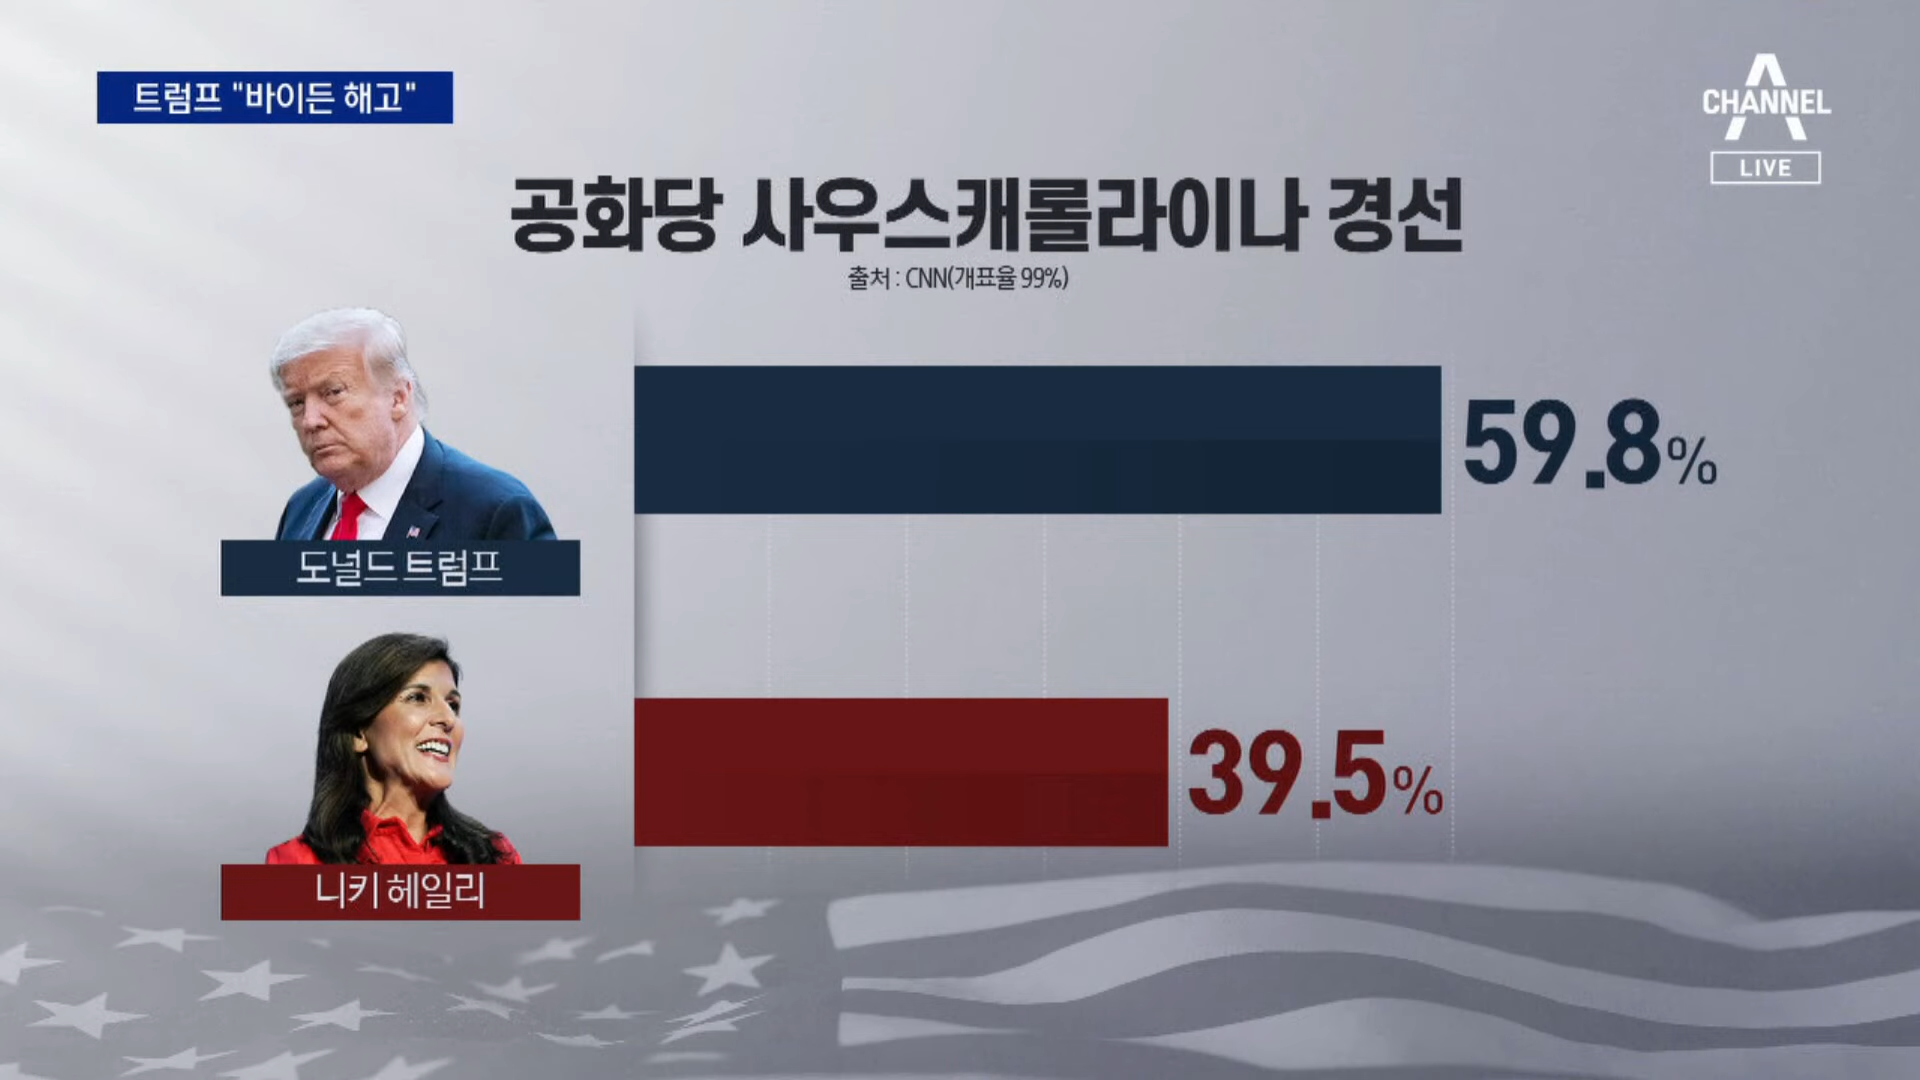 트럼프 "바이든 해고"
CHANNEL A
LIVE
공화당 사우스캐롤라이나 경선
출처 : CNN(개표율 99%)
59.8%
도널드 트럼프
39.5%
니키 헤일리